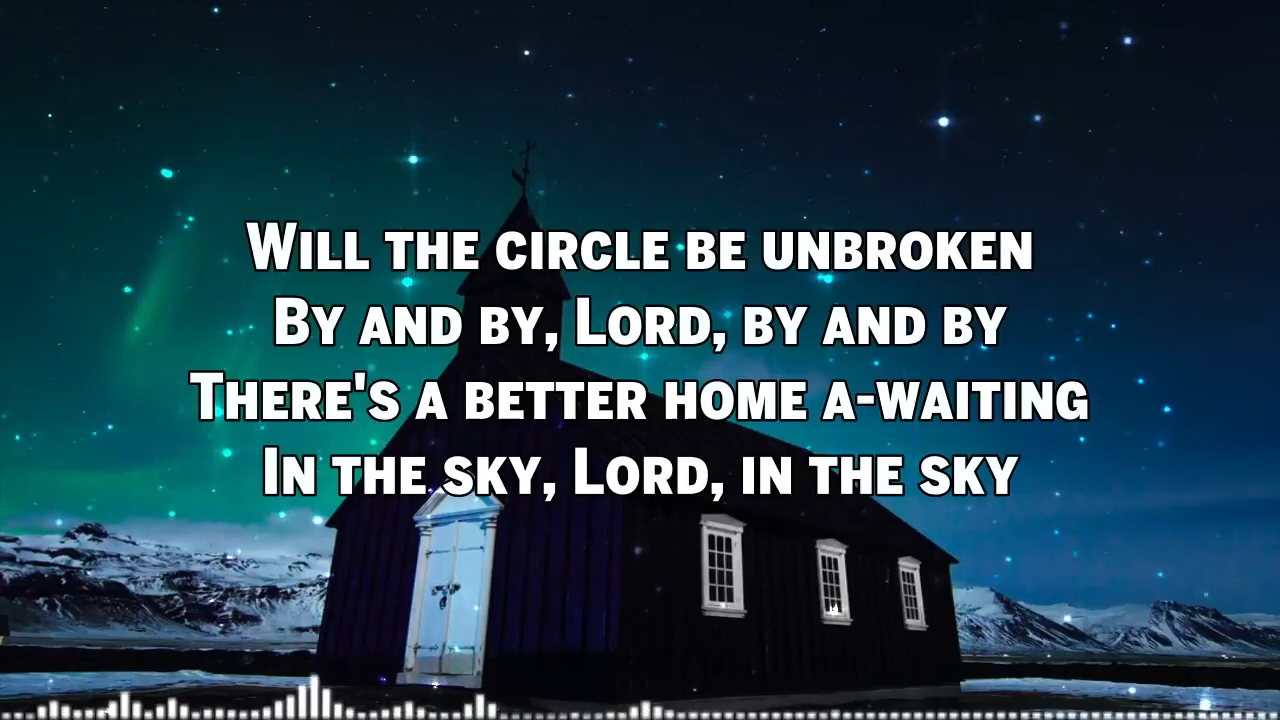 Will the circle be unbroken
By and by, Lord, by and by
There's a better home a-waiting
In the sky, Lord, in the sky